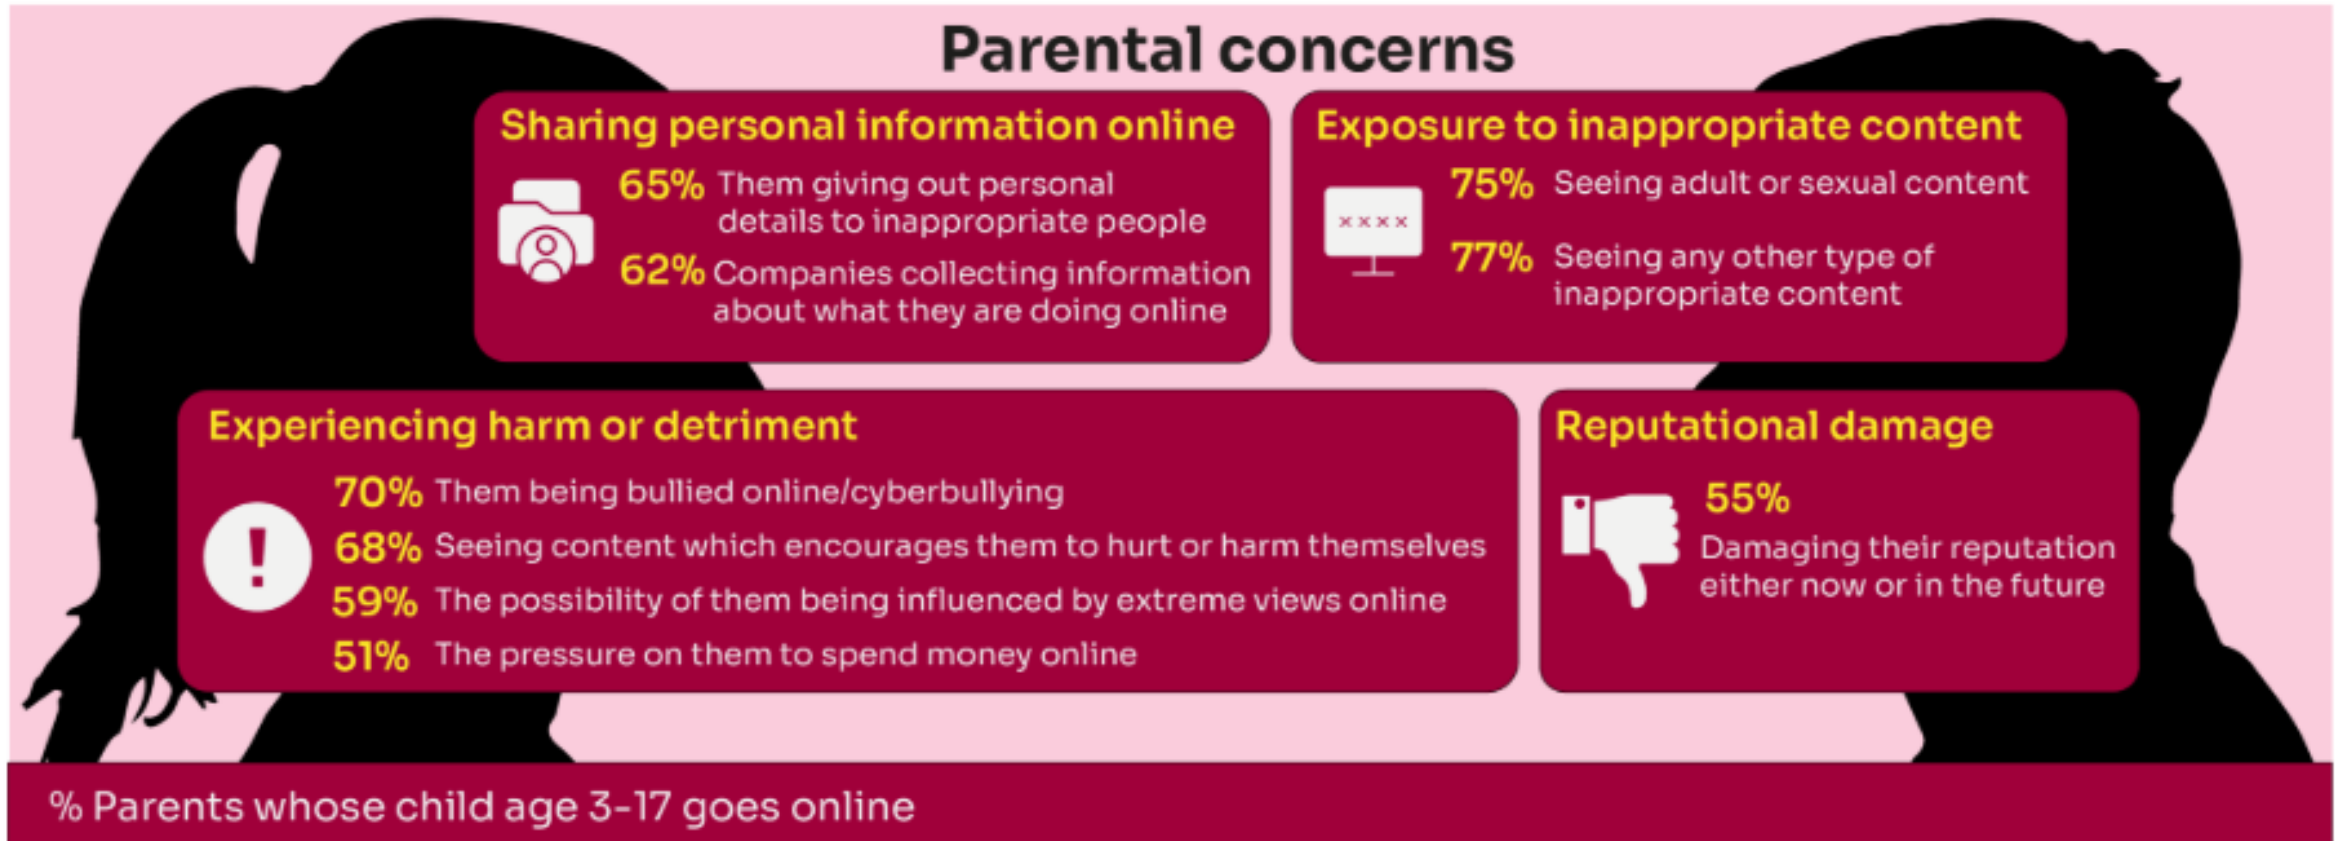 Parental concerns
Sharing personal information online
65% Them giving out personal
details to inappropriate people
62% Companies collecting information
about what they are doing online
Exposure to inappropriate content
xxxx
75% Seeing adult or sexual content
77% Seeing any other type of
inappropriate content
Experiencing harm or detriment
!
70% Them being bullied online/cyberbullying
68% Seeing content which encourages them to hurt or harm themselves
59% The possibility of them being influenced by extreme views online
51% The pressure on them to spend money online
Reputational damage
55%
Damaging their reputation
either now or in the future
% Parents whose child age 3-17 goes online